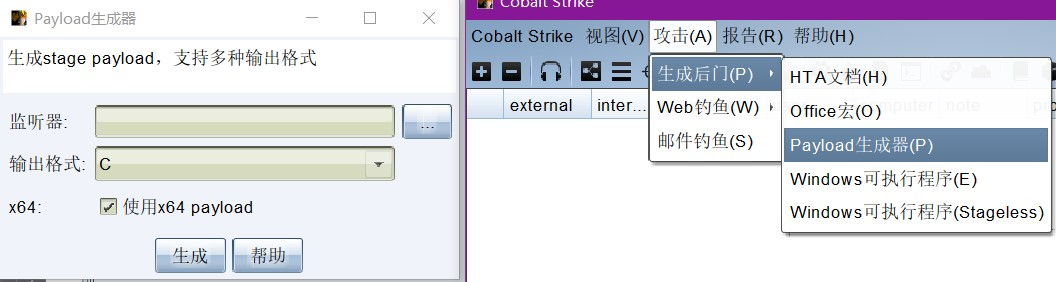 Payload生成器
生成stage payload，支持多种输出格式
监听器:
...
输出格式: C
x64: 使用x64 payload
生成 帮助
Cobalt Strike
Cobalt Strike 视图(V) 攻击(A) 报告(R) 帮助(H)
external inter... computer note
生成后门(P)
Web钓鱼(W)
邮件钓鱼(S)
HTA文档(H)
Office宏(O)
Payload生成器(P)
Windows可执行程序(E)
Windows可执行程序(Stageless)